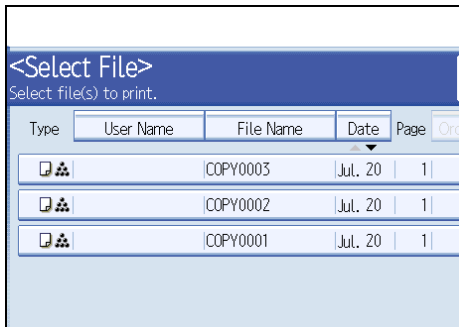 <Select File>
Select file(s) to print.
Type User Name File Name Date Page Or
COPY0003 Jul. 20 1
COPY0002 Jul. 20 1
COPY0001 Jul. 20 1